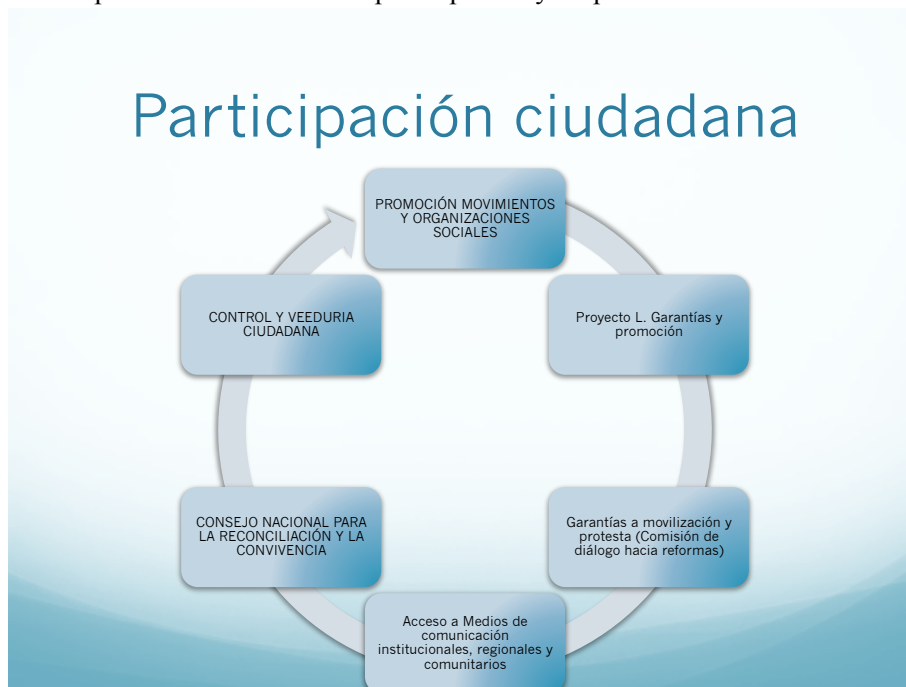 Participación ciudadana
PROMOCIÓN MOVIMIENTOS
Y ORGANIZACIONES
SOCIALES
Proyecto L. Garantías y
promoción
Garantías a movilización y
protesta (Comisión de
diálogo hacia reformas)
Acceso a Medios de
comunicación
institucionales, regionales y
comunitarios
CONSEJO NACIONAL PARA
LA RECONCILIACIÓN Y LA
CONVIVENCIA
CONTROL Y VEEDURIA
CIUDADANA